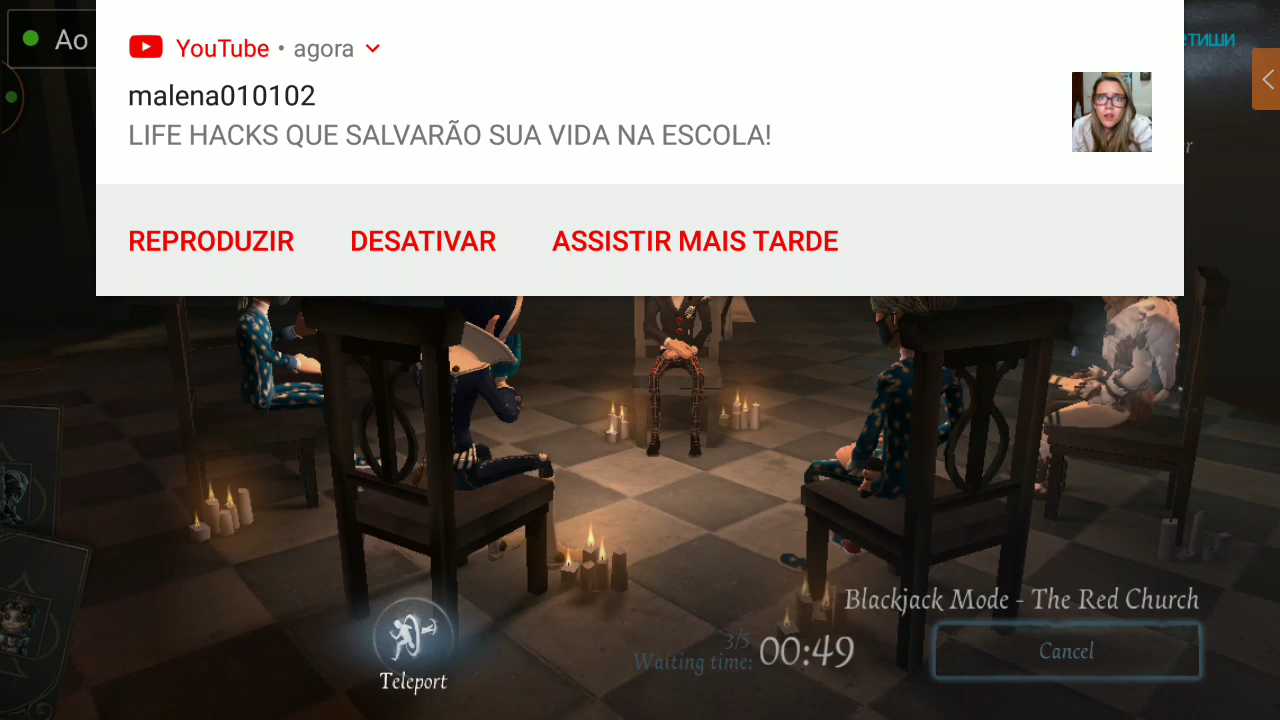 Ao
YouTube • agora
malena010102
LIFE HACKS QUE SALVARÃO SUA VIDA NA ESCOLA!
REPRODUZIR DESATIVAR ASSISTIR MAIS TARDE
Blackjack Mode - The Red Church
3/5
Waiting time: 00:49
Cancel
Teleport